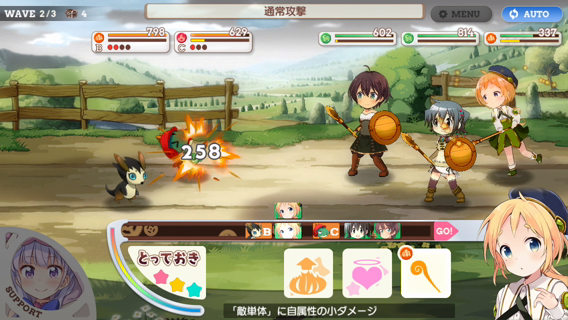 WAVE 2/3 4
通常攻撃
MENU
AUTO
798
B
629
C
602
814
337
258
B
C
GO!
とっておき
SUPPORT
「敵単体」に自属性の小ダメージ